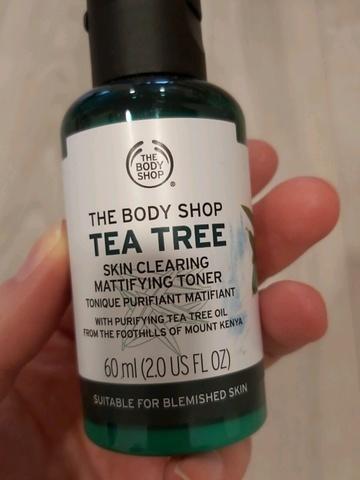 THE
BODY
SHOP
®
THE BODY SHOP
TEA TREE
SKIN CLEARING
MATTIFYING TONER
TONIQUE PURIFIANT MATIFIANT
WITH PURIFYING TEA TREE OIL
FROM THE FOOTHILLS OF MOUNT KENYA
60 ml (2.0 US FL OZ)
SUITABLE FOR BLEMISHED SKIN